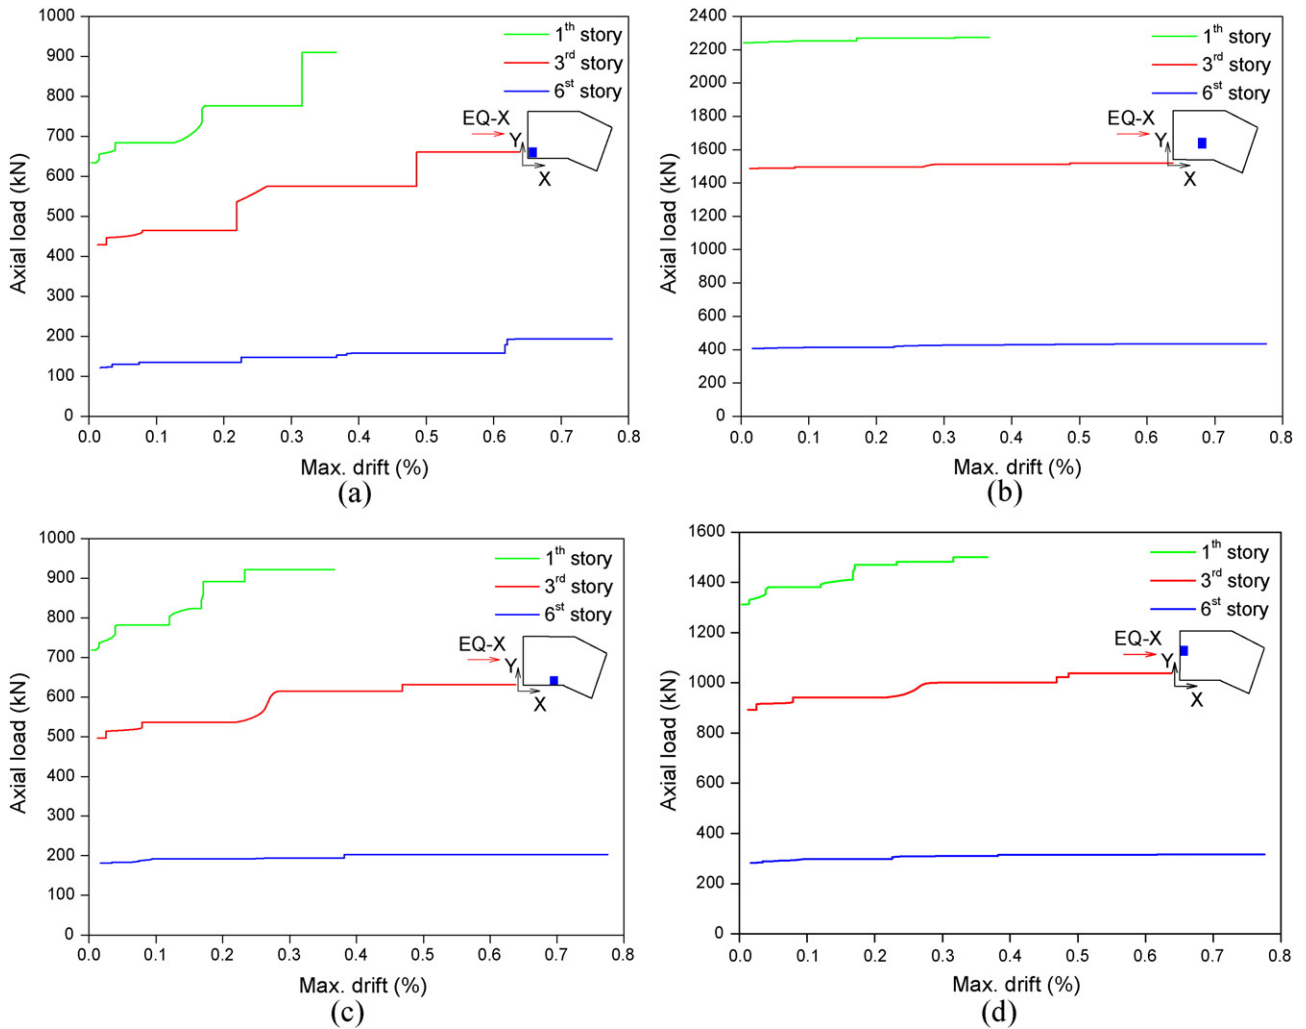 1000
900
800
700
600
500
400
300
200
100
0
Axial load (kN)
1th story
3rd story
6st story
EQ-X
Y
X
0.0 0.1 0.2 0.3 0.4 0.5 0.6 0.7 0.8
Max. drift (%)
(a)
2400
2200
2000
1800
1600
1400
1200
1000
800
600
400
200
0
Axial load (kN)
1th story
3rd story
6st story
EQ-X
Y
X
0.0 0.1 0.2 0.3 0.4 0.5 0.6 0.7 0.8
Max. drift (%)
(b)
1000
900
800
700
600
500
400
300
200
100
0
Axial load (kN)
1th story
3rd story
6st story
EQ-X
Y
X
0.0 0.1 0.2 0.3 0.4 0.5 0.6 0.7 0.8
Max. drift (%)
(c)
1600
1400
1200
1000
800
600
400
200
0
Axial load (kN)
1th story
3rd story
6st story
EQ-X
Y
X
0.0 0.1 0.2 0.3 0.4 0.5 0.6 0.7 0.8
Max. drift (%)
(d)